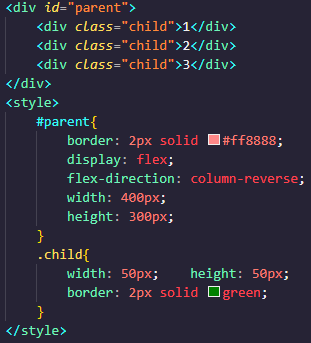 <div id="parent">
    <div class="child">1</div>
    <div class="child">2</div>
    <div class="child">3</div>
</div>
<style>
    #parent{
        border: 2px solid #ff8888;
        display: flex;
        flex-direction: column-reverse;
        width: 400px;
        height: 300px;
    }
    .child{
        width: 50px;    height: 50px;
        border: 2px solid green;
    }
</style>